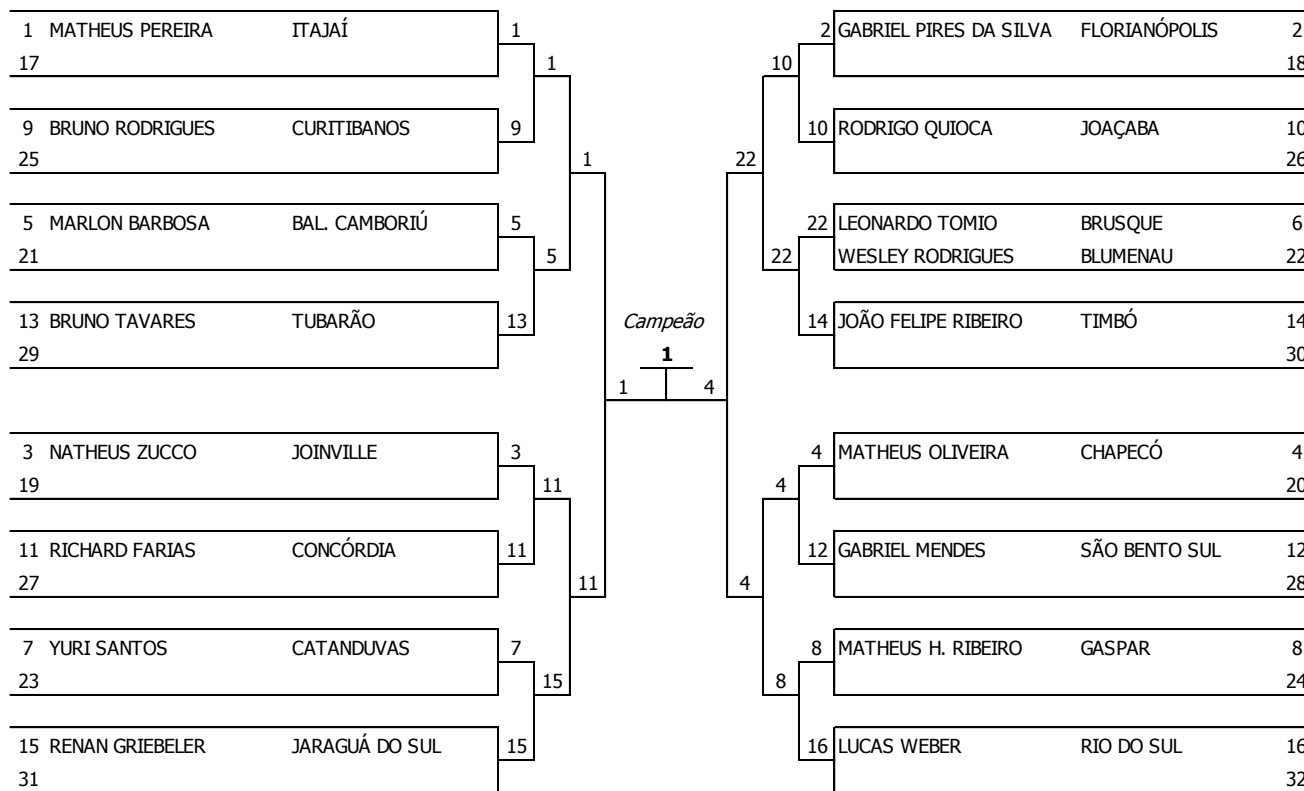 1 MATHEUS PEREIRA ITAJAÍ 1 2 GABRIEL PIRES DA SILVA FLORIANÓPOLIS 2
17 1 10 18
9 BRUNO RODRIGUES CURITIBANOS 9 10 RODRIGO QUIOCA JOAÇABA 10
25 1 22 26
5 MARLON BARBOSA BAL. CAMBORIÚ 5 22 LEONARDO TOMIO BRUSQUE 6
21 5 22 WESLEY RODRIGUES BLUMENAU 22
13 BRUNO TAVARES TUBARÃO 13 Campeão 14 JOÃO FELIPE RIBEIRO TIMBÓ 14
29 1 30
1 4
3 NATHEUS ZUCCO JOINVILLE 3 4 MATHEUS OLIVEIRA CHAPECÓ 4
19 11 4 20
11 RICHARD FARIAS CONCÓRDIA 11 12 GABRIEL MENDES SÃO BENTO SUL 12
27 11 4 28
7 YURI SANTOS CATANDUVAS 7 8 MATHEUS H. RIBEIRO GASPAR 8
23 15 8 24
15 RENAN GRIEBELER JARAGUÁ DO SUL 15 16 LUCAS WEBER RIO DO SUL 16
31 32